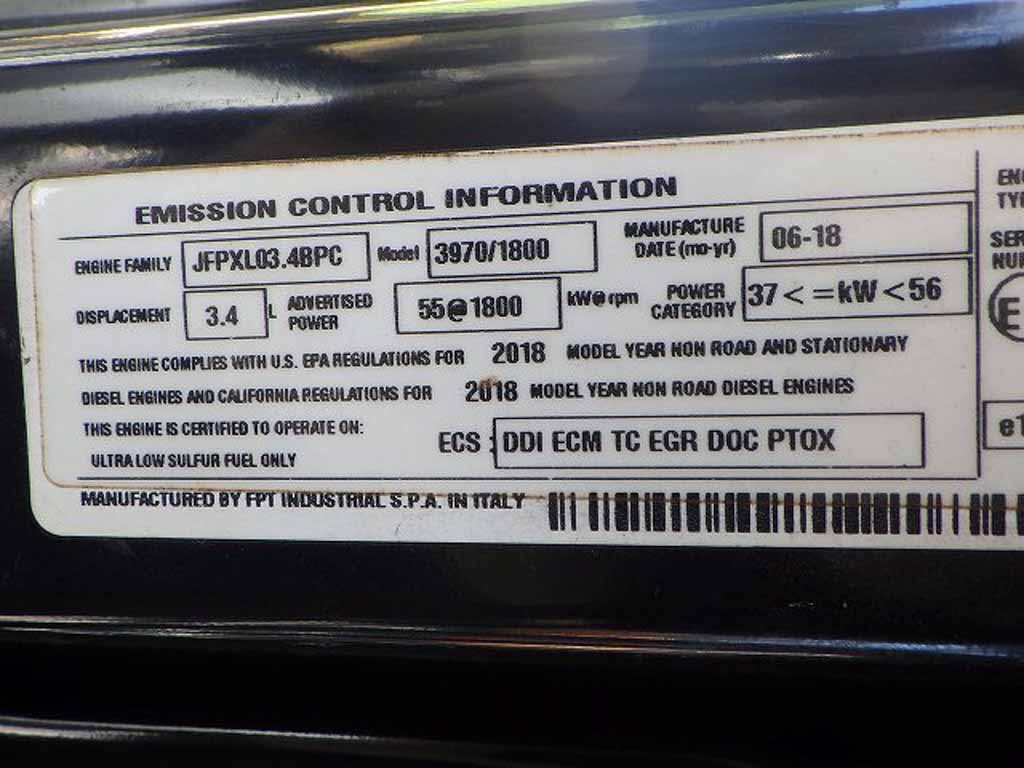 EMISSION CONTROL INFORMATION
ENGINE FAMILY JFPXL03.4BPC Model 3970/1800 MANUFACTURE DATE (mo-yr) 06-18
DISPLACEMENT 3.4 L ADVERTISED POWER 55@1800 kW@rpm POWER CATEGORY 37<=kW<56
THIS ENGINE COMPLIES WITH U.S. EPA REGULATIONS FOR 2018 MODEL YEAR NON ROAD AND STATIONARY
DIESEL ENGINES AND CALIFORNIA REGULATIONS FOR 2018 MODEL YEAR NON ROAD DIESEL ENGINES
THIS ENGINE IS CERTIFIED TO OPERATE ON:
ULTRA LOW SULFUR FUEL ONLY
ECS : DDI ECM TC EGR DOC PTOX
MANUFACTURED BY FPT INDUSTRIAL S.P.A. IN ITALY
E
e1